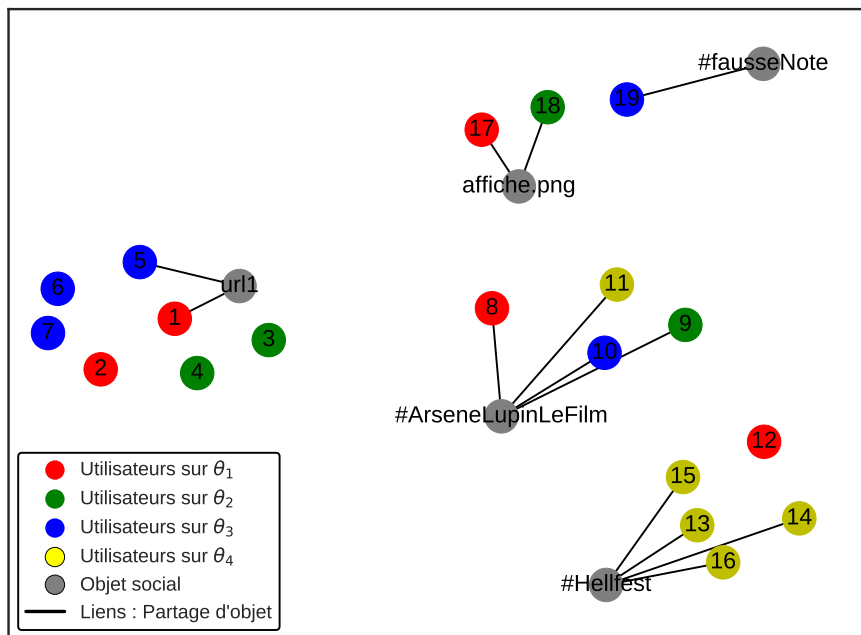 #fausseNote
19
18
17
affiche.png
5
6
url1
11
1
8
7
9
3
10
2
4
#ArseneLupinLeFilm
12
15
14
13
16
#Hellfest
Utilisateurs sur θ₁
Utilisateurs sur θ₂
Utilisateurs sur θ₃
Utilisateurs sur θ₄
Objet social
Liens : Partage d'objet